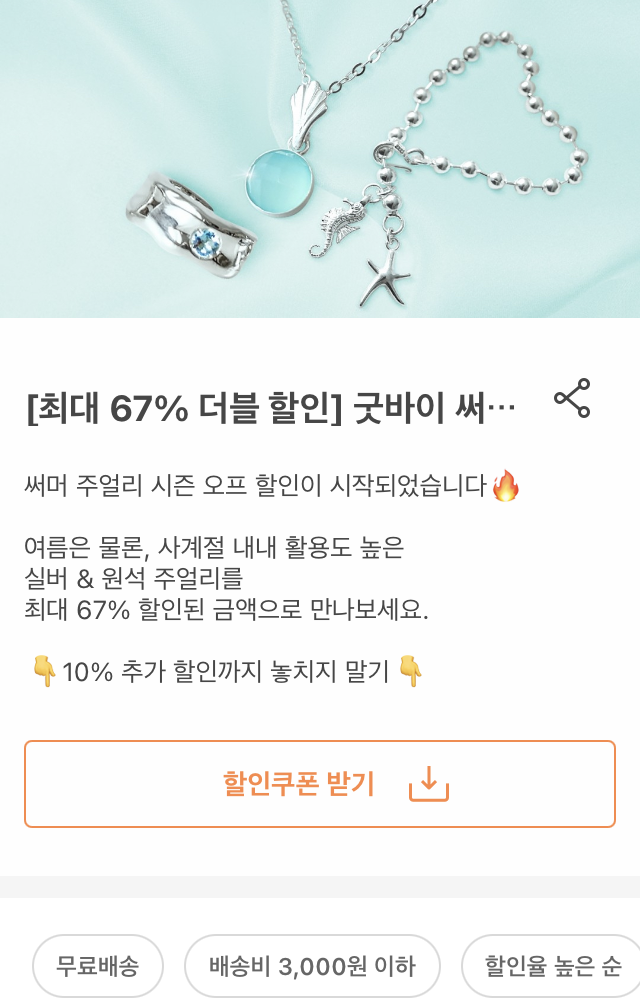 [최대 67% 더블 할인] 굿바이 써…
써머 주얼리 시즌 오프 할인이 시작되었습니다🔥
여름은 물론, 사계절 내내 활용도 높은
실버 & 원석 주얼리를
최대 67% 할인된 금액으로 만나보세요.
👇10% 추가 할인까지 놓치지 말기👇
할인쿠폰 받기
무료배송
배송비 3,000원 이하
할인율 높은 순